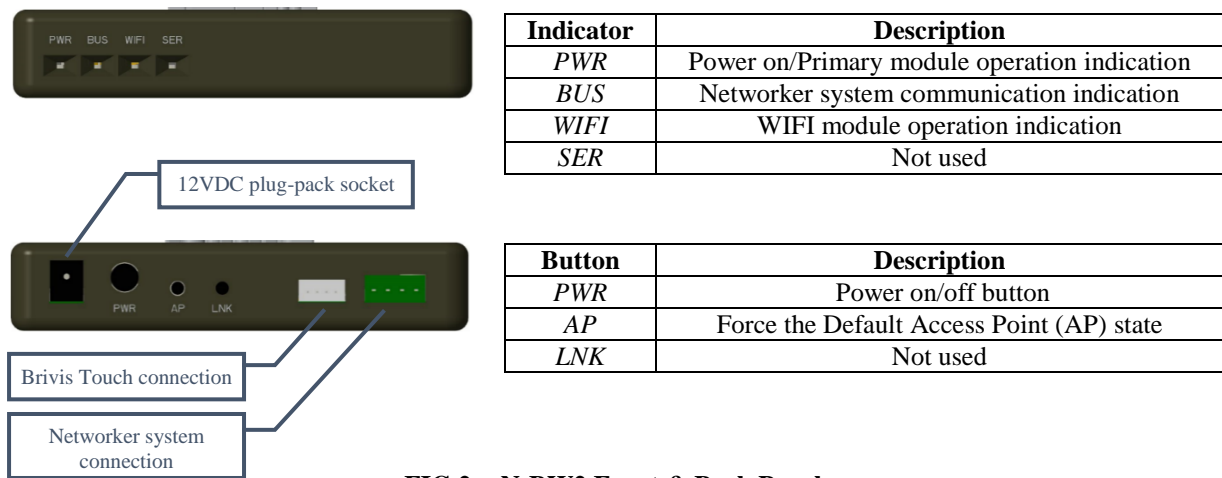 PWR BUS WIFI SER
Indicator Description
PWR Power on/Primary module operation indication
BUS Networker system communication indication
WIFI WIFI module operation indication
SER Not used
12VDC plug-pack socket
PWR AP LNK
Button Description
PWR Power on/off button
AP Force the Default Access Point (AP) state
LNK Not used
Brivis Touch connection
Networker system
connection